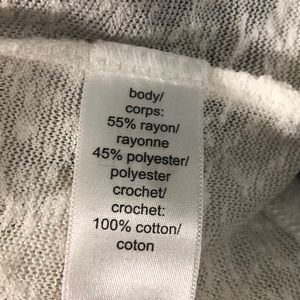 body/
corps:
55% rayon/
rayonne
45% polyester/
polyester
crochet/
crochet:
100% cotton/
coton